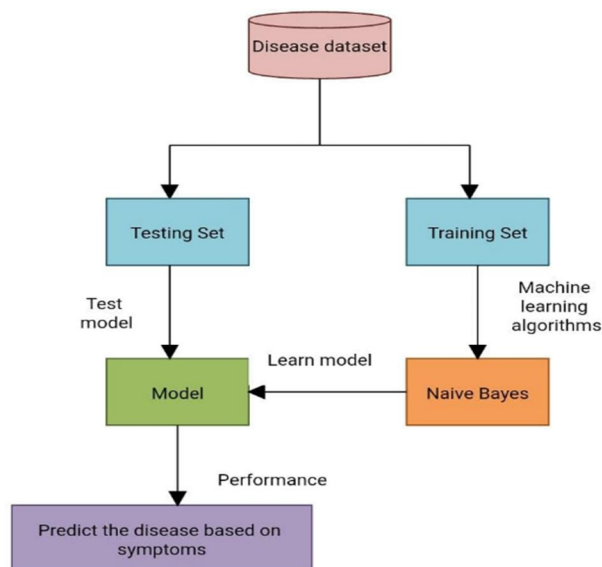 Disease dataset
Testing Set
Training Set
Test
model
Machine
learning
algorithms
Learn model
Model
Naive Bayes
Performance
Predict the disease based on
symptoms